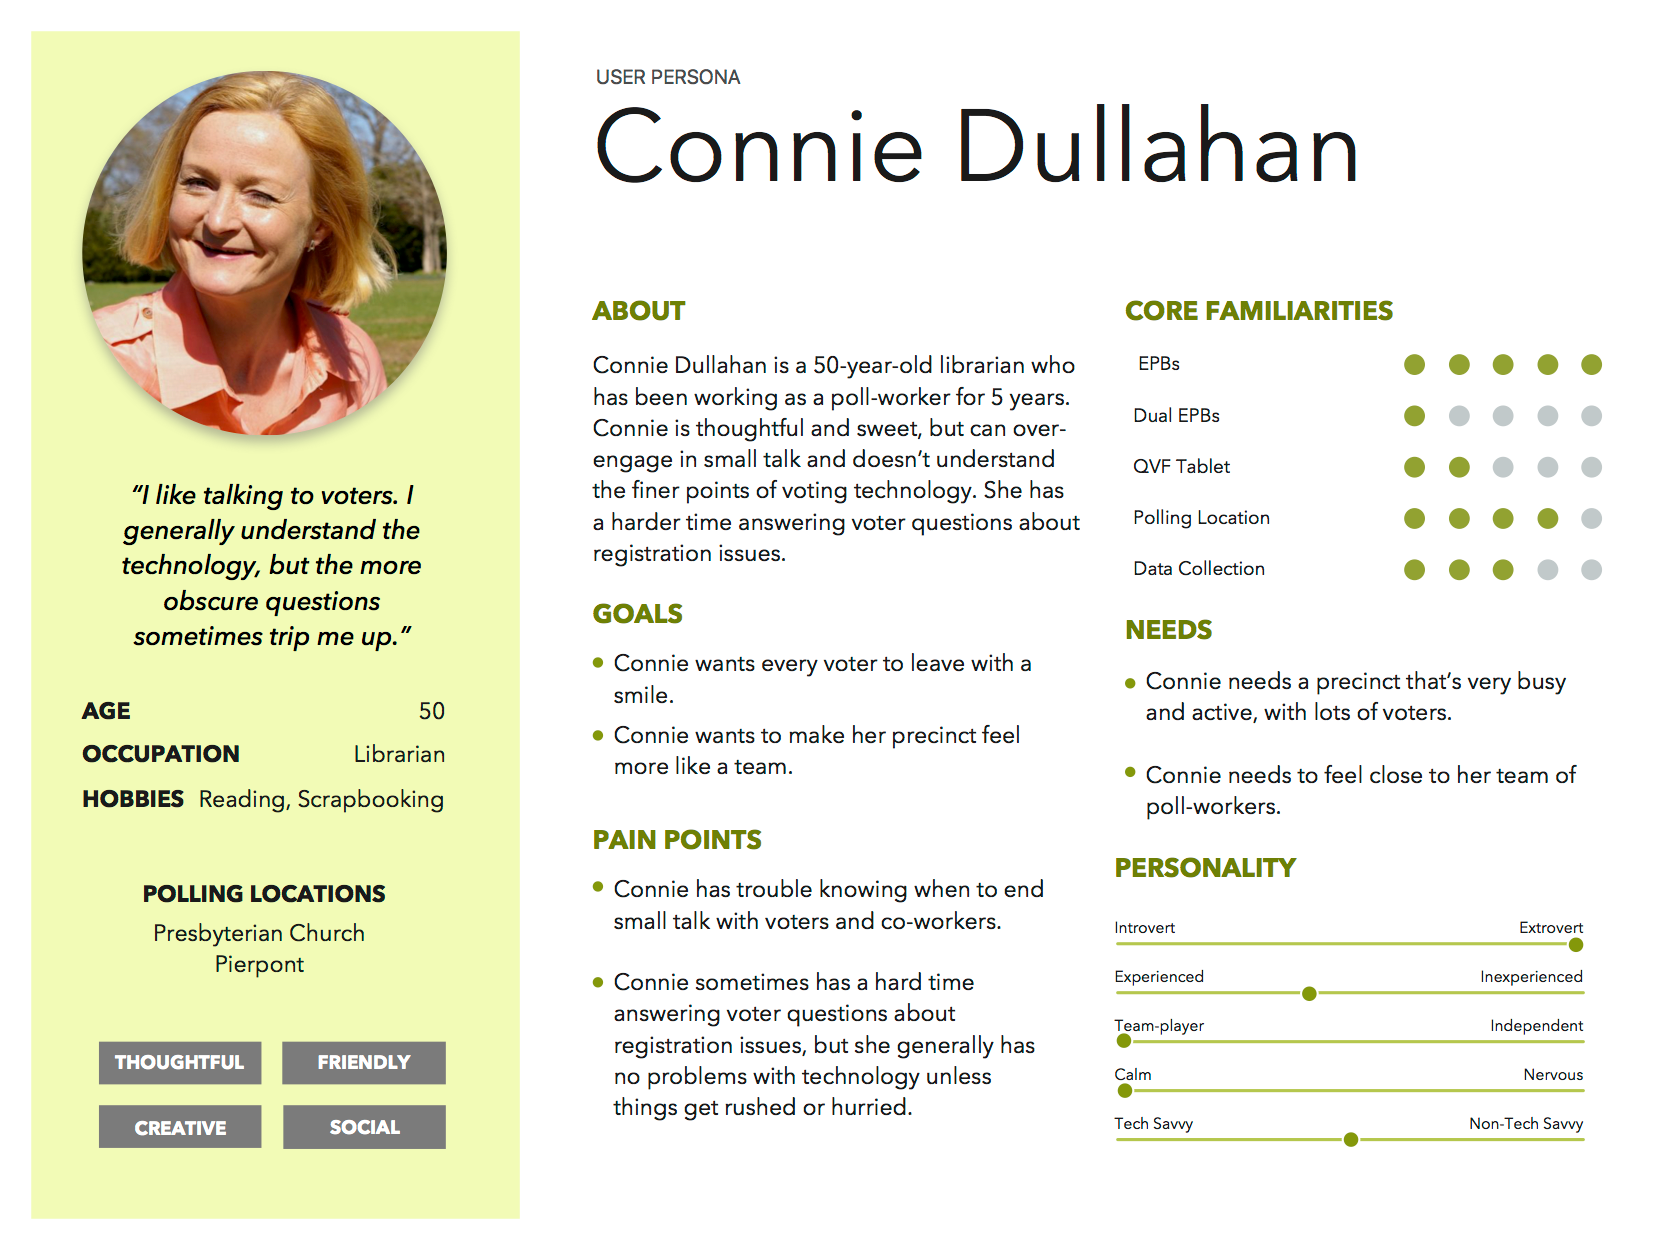 USER PERSONA
Connie Dullahan
“I like talking to voters. I
generally understand the
technology, but the more
obscure questions
sometimes trip me up.”
AGE 50
OCCUPATION Librarian
HOBBIES Reading, Scrapbooking
POLLING LOCATIONS
Presbyterian Church
Pierpont
THOUGHTFUL FRIENDLY
CREATIVE SOCIAL
ABOUT
Connie Dullahan is a 50-year-old librarian who
has been working as a poll-worker for 5 years.
Connie is thoughtful and sweet, but can over-
engage in small talk and doesn’t understand
the finer points of voting technology. She has
a harder time answering voter questions about
registration issues.
GOALS
Connie wants every voter to leave with a
smile.
Connie wants to make her precinct feel
more like a team.
PAIN POINTS
Connie has trouble knowing when to end
small talk with voters and co-workers.
Connie sometimes has a hard time
answering voter questions about
registration issues, but she generally has
no problems with technology unless
things get rushed or hurried.
CORE FAMILIARITIES
EPBs
Dual EPBs
QVF Tablet
Polling Location
Data Collection
NEEDS
Connie needs a precinct that’s very busy
and active, with lots of voters.
Connie needs to feel close to her team of
poll-workers.
PERSONALITY
Introvert Extrovert
Experienced Inexperienced
Team-player Independent
Calm Nervous
Tech Savvy Non-Tech Savvy